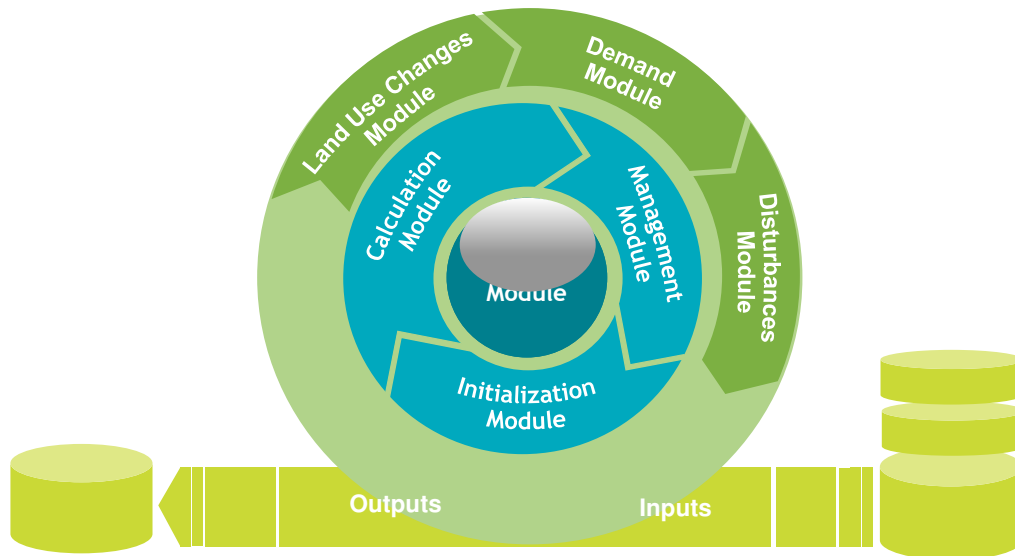 Land Use Changes
Module
Demand
Module
Disturbances
Module
Calculation
Module
Management
Module
Module
Initialization
Module
Outputs
Inputs